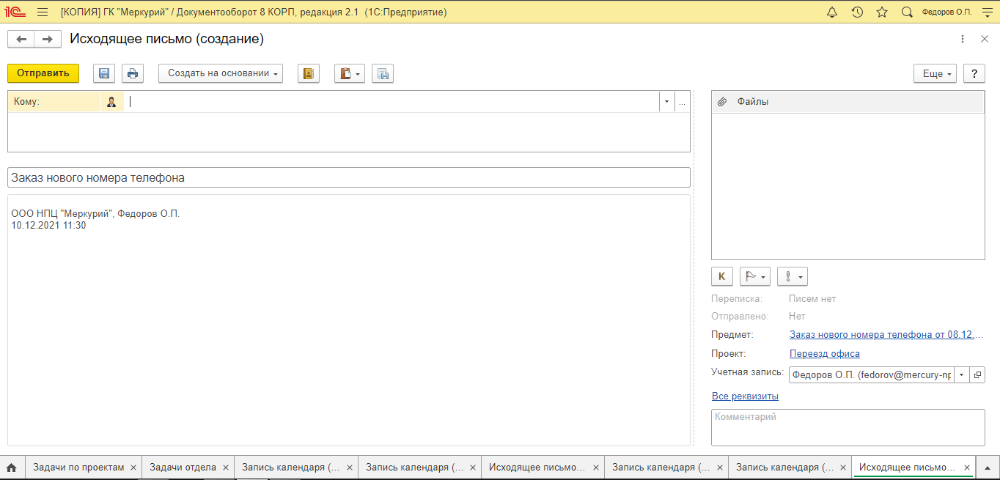 1С [КОПИЯ] ГК "Меркурий" / Документооборот 8 КОРП, редакция 2.1 (1С:Предприятие) Федоров О.П.
Исходящее письмо (создание)
Отправить Создать на основании Еще ?
Кому: ...
Файлы
Заказ нового номера телефона
ООО НПЦ "Меркурий", Федоров О.П.
10.12.2021 11:30
К
Переписка: Писем нет
Отправлено: Нет
Предмет: Заказ нового номера телефона от 08.12....
Проект: Переезд офиса
Учетная запись: Федоров О.П. (fedorov@mercury-np
Все реквизиты
Комментарий
Задачи по проектам × Задачи отдела × Запись календаря (... × Запись календаря (... × Исходящее письмо... × Запись календаря (... × Запись календаря (... × Исходящее письмо... ×